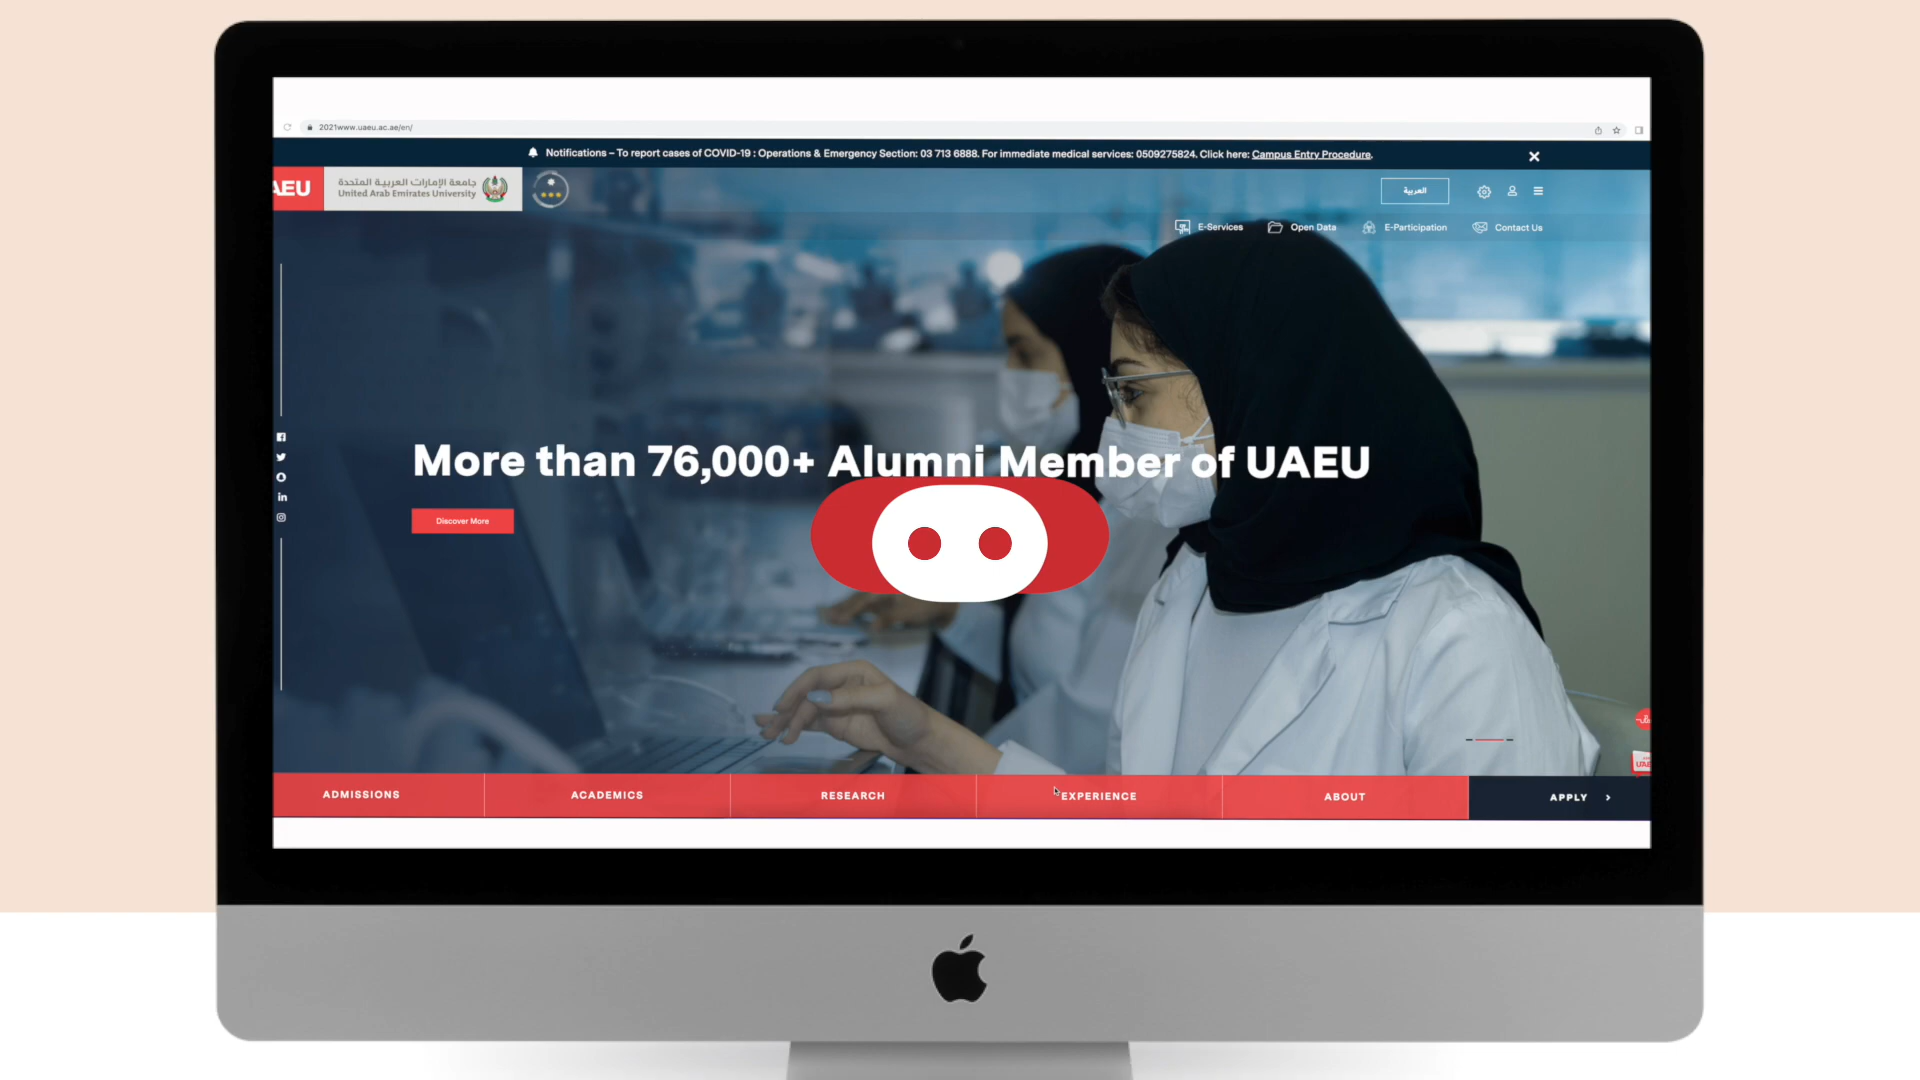 2021www.uaeu.ac.ae/en/
Notifications – To report cases of COVID-19 : Operations & Emergency Section: 03 713 6888. For immediate medical services: 0509275824. Click here: Campus Entry Procedure.
AEU
جامعة الإمارات العربية المتحدة
United Arab Emirates University
العربية
E-Services
Open Data
E-Participation
Contact Us
More than 76,000+ Alumni Member of UAEU
Discover More
ADMISSIONS
ACADEMICS
RESEARCH
EXPERIENCE
ABOUT
APPLY